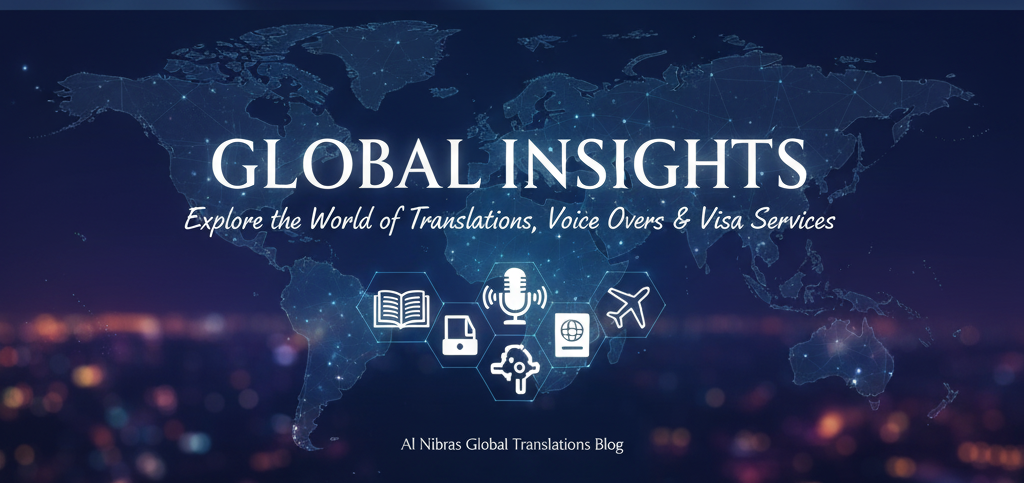 GLOBAL INSIGHTS
Explore the World of Translations, Voice Overs & Visa Services
Al Nibras Global Translations Blog